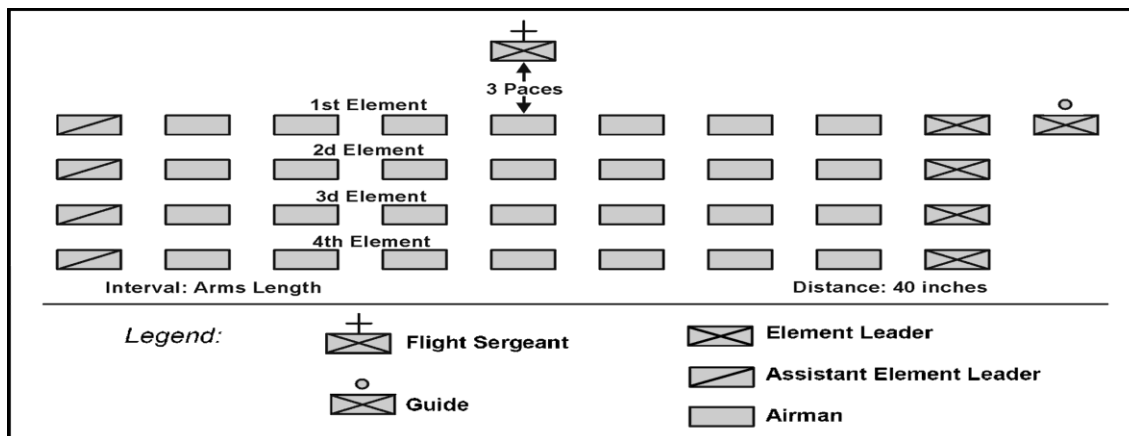 3 Paces
1st Element
2d Element
3d Element
4th Element
Interval: Arms Length Distance: 40 inches
Legend:
Flight Sergeant
Element Leader
Assistant Element Leader
Guide
Airman